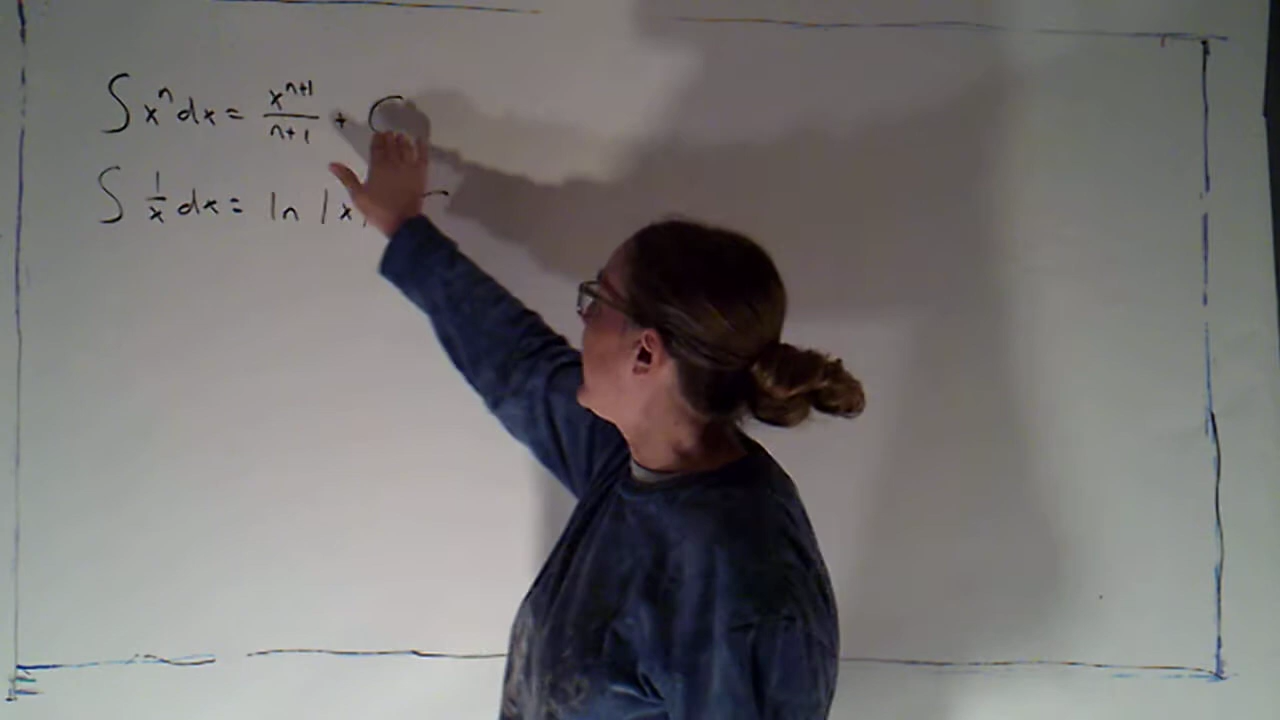 ∫ xⁿ dx = xⁿ⁺¹/n+1 + C
∫ 1/x dx = ln |x|